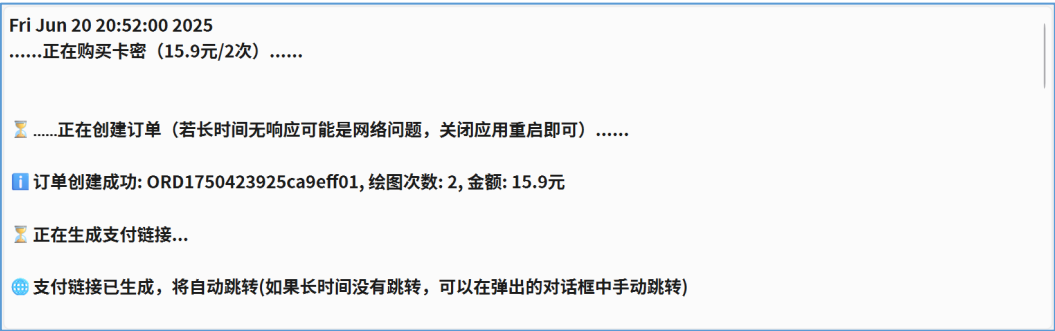 Fri Jun 20 20:52:00 2025
......正在购买卡密（15.9元/2次）......
⏳ ......正在创建订单（若长时间无响应可能是网络问题，关闭应用重启即可）......
ℹ️ 订单创建成功: ORD1750423925ca9eff01, 绘图次数: 2, 金额: 15.9元
⏳ 正在生成支付链接...
🌐 支付链接已生成，将自动跳转(如果长时间没有跳转，可以在弹出的对话框中手动跳转)